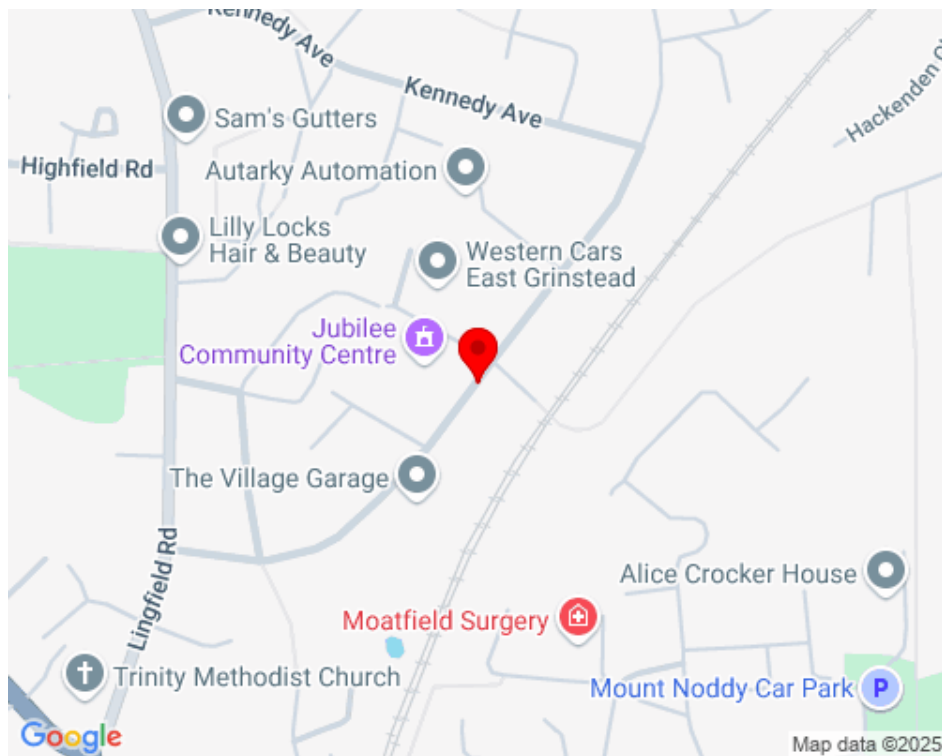 Kennedy Ave
Kennedy Ave
Hackenden Cl
Sam's Gutters
Highfield Rd
Autarky Automation
Lilly Locks
Hair & Beauty
Western Cars
East Grinstead
Jubilee
Community Centre
The Village Garage
Lingfield Rd
Alice Crocker House
Moatfield Surgery
Trinity Methodist Church
Mount Noddy Car Park
P
Google
Map data ©2025